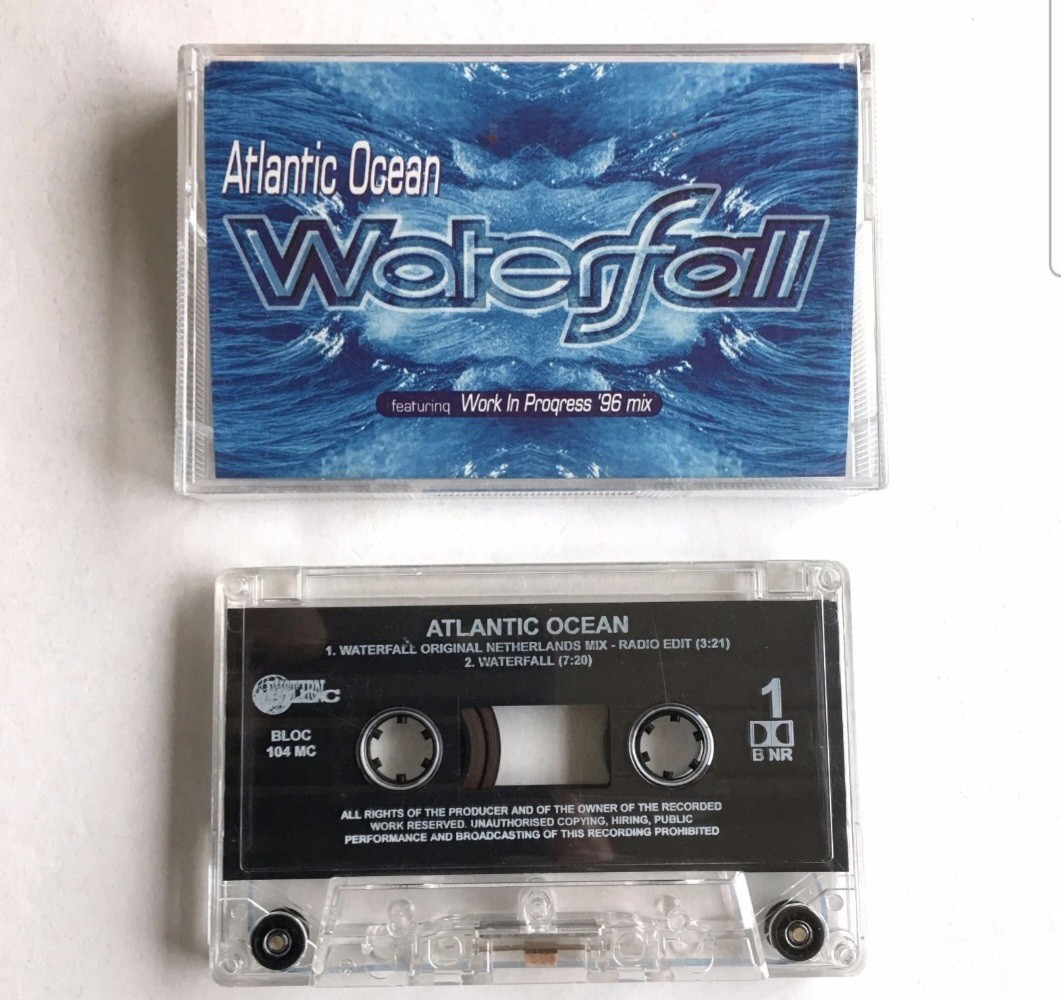 Atlantic Ocean
Waterfall
featuring Work In Progress '96 mix
ATLANTIC OCEAN
1. WATERFALL ORIGINAL NETHERLANDS MIX - RADIO EDIT (3:21)
2. WATERFALL (7:20)
BLOC
104 MC
1
B NR
ALL RIGHTS OF THE PRODUCER AND OF THE OWNER OF THE RECORDED
WORK RESERVED. UNAUTHORISED COPYING, HIRING, PUBLIC
PERFORMANCE AND BROADCASTING OF THIS RECORDING PROHIBITED